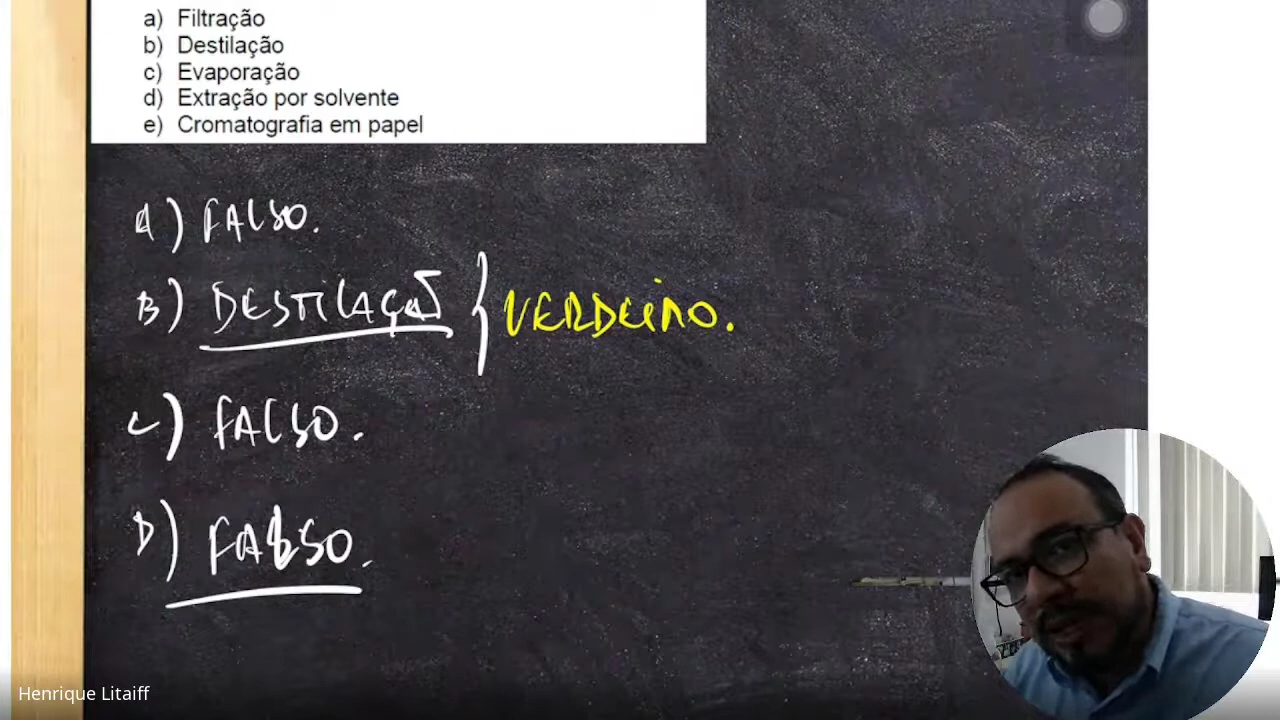 a) Filtração
b) Destilação
c) Evaporação
d) Extração por solvente
e) Cromatografia em papel
A) FALSO.
B) DESTILAÇÃO } VERDEIRO.
C) FALSO.
D) FALSO.
Henrique Litaiff